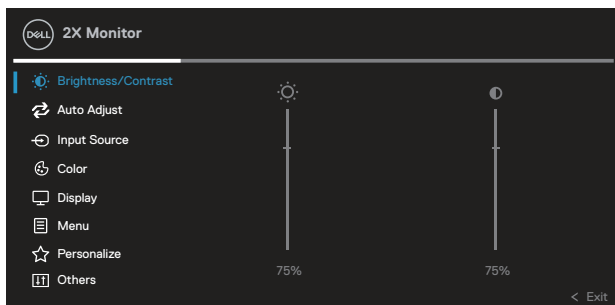 DELL
2X Monitor
Brightness/Contrast
Auto Adjust
Input Source
Color
Display
Menu
Personalize
Others
75%
75%
< Exit